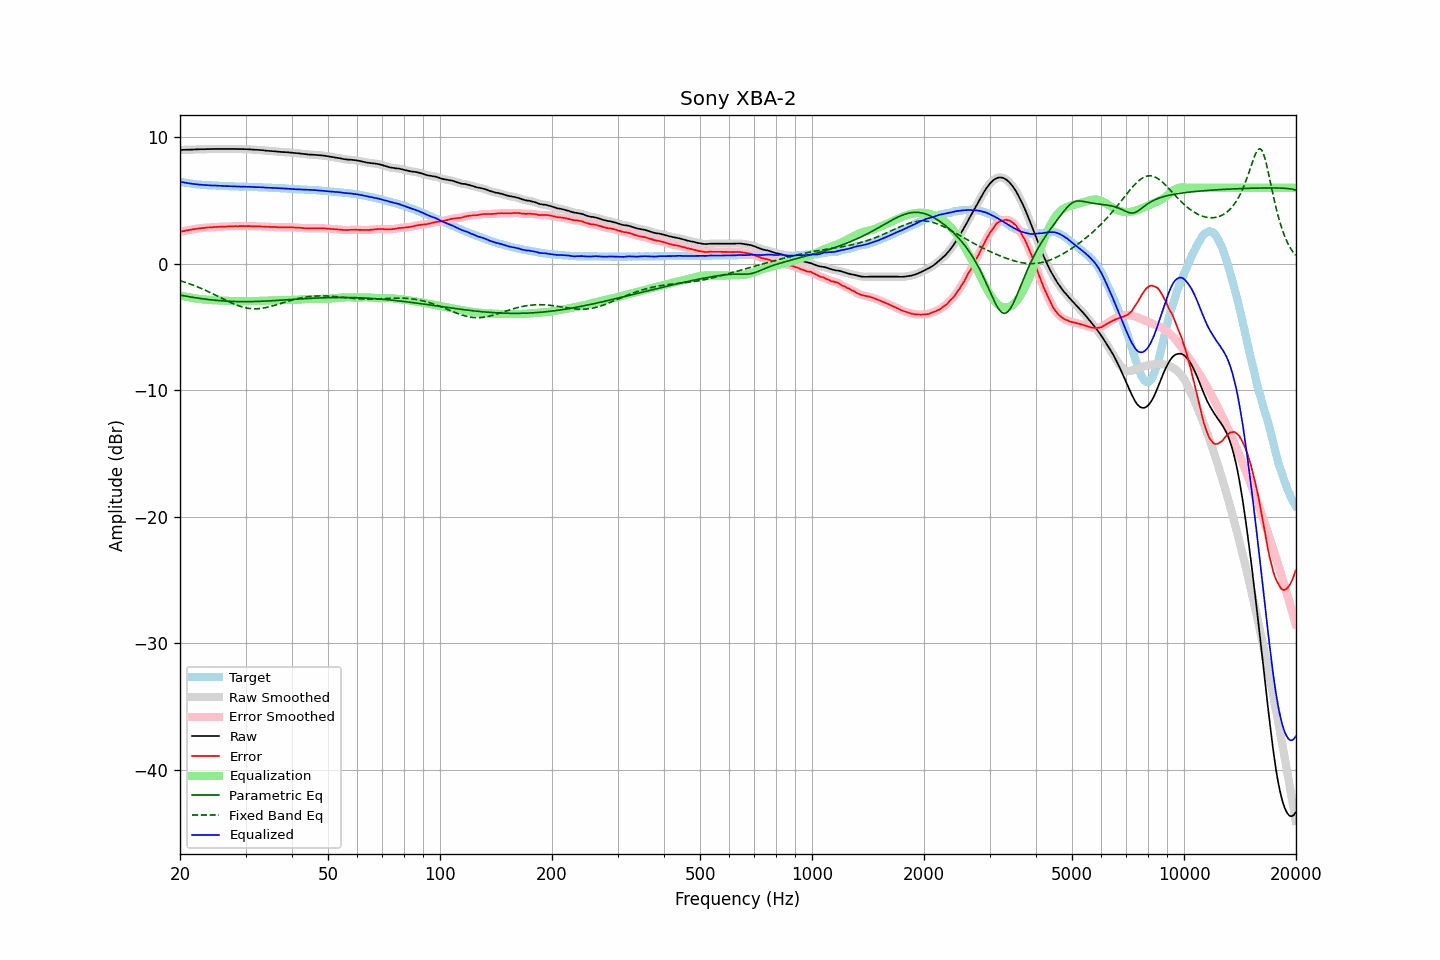 Sony XBA-2
10
0
−10
−20
−30
−40
Amplitude (dBr)
Target
Raw Smoothed
Error Smoothed
Raw
Error
Equalization
Parametric Eq
Fixed Band Eq
Equalized
20 50 100 200 500 1000 2000 5000 10000 20000
Frequency (Hz)